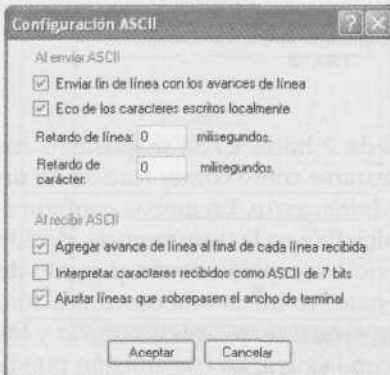 Configuración ASCII
Al enviar ASCII
Enviar fin de línea con los avances de línea
Eco de los caracteres escritos localmente
Retardo de línea: 0 milisegundos.
Retardo de
carácter: 0 milisegundos.
Al recibir ASCII
Agregar avance de línea al final de cada línea recibida
Interpretar caracteres recibidos como ASCII de 7 bits
Ajustar líneas que sobrepasen el ancho de terminal
Aceptar Cancelar